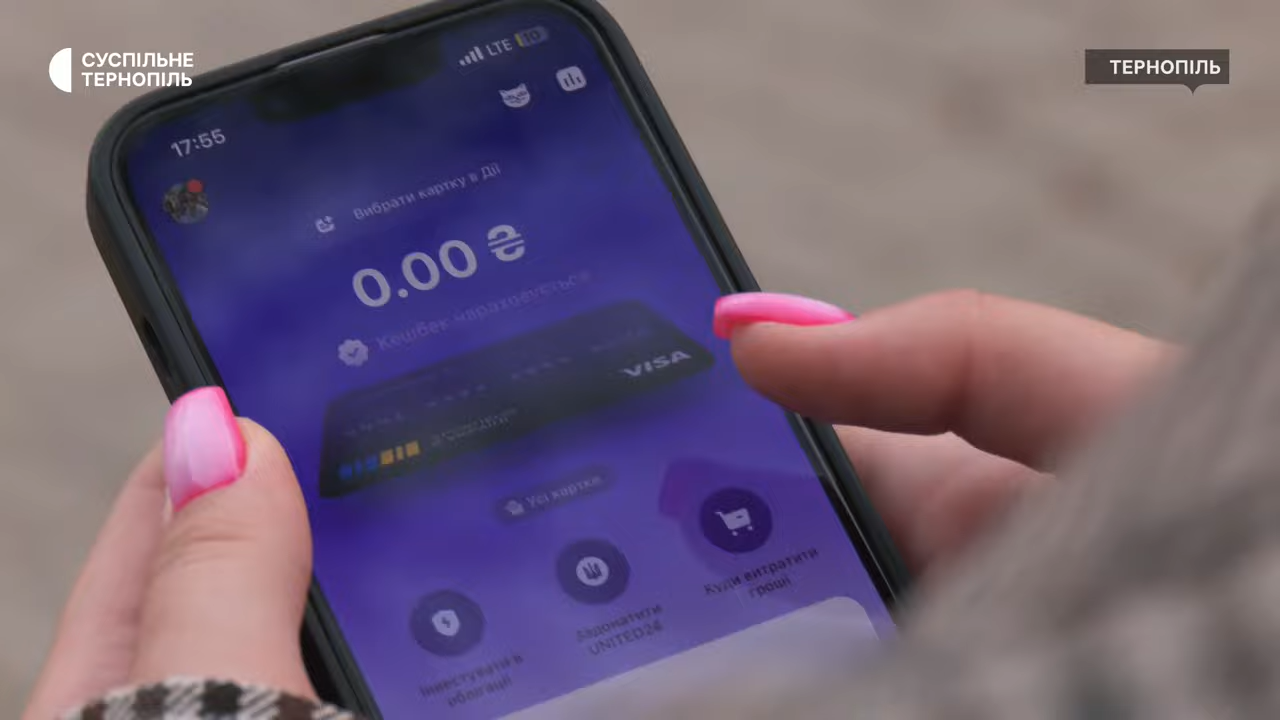 СУСПІЛЬНЕ
ТЕРНОПІЛЬ
ТЕРНОПІЛЬ
17:55
LTE 10
Вибрати картку в Дії
0.00 ₴
Кешбек нараховується
VISA
Усі картки
Куди витратити
гроші
Задонатити
UNITED24
Інвестувати в
облігації